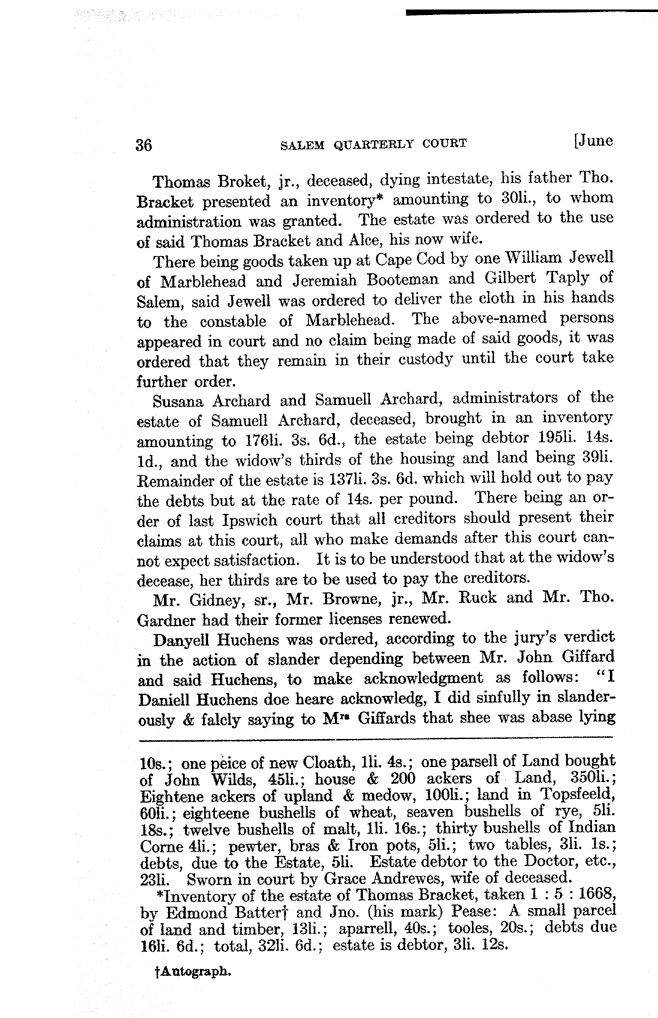 36 SALEM QUARTERLY COURT [June
Thomas Broket, jr., deceased, dying intestate, his father Tho.
Bracket presented an inventory* amounting to 30li., to whom
administration was granted. The estate was ordered to the use
of said Thomas Bracket and Alce, his now wife.
There being goods taken up at Cape Cod by one William Jewell
of Marblehead and Jeremiah Booteman and Gilbert Taply of
Salem, said Jewell was ordered to deliver the cloth in his hands
to the constable of Marblehead. The above-named persons
appeared in court and no claim being made of said goods, it was
ordered that they remain in their custody until the court take
further order.
Susana Archard and Samuell Archard, administrators of the
estate of Samuell Archard, deceased, brought in an inventory
amounting to 176li. 3s. 6d., the estate being debtor 195li. 14s.
1d., and the widow's thirds of the housing and land being 39li.
Remainder of the estate is 137li. 3s. 6d. which will hold out to pay
the debts but at the rate of 14s. per pound. There being an or-
der of last Ipswich court that all creditors should present their
claims at this court, all who make demands after this court can-
not expect satisfaction. It is to be understood that at the widow's
decease, her thirds are to be used to pay the creditors.
Mr. Gidney, sr., Mr. Browne, jr., Mr. Ruck and Mr. Tho.
Gardner had their former licenses renewed.
Danyell Huchens was ordered, according to the jury's verdict
in the action of slander depending between Mr. John Giffard
and said Huchens, to make acknowledgment as follows: "I
Daniell Huchens doe heare acknowledg, I did sinfully in slander-
ously & falcly saying to Mrs Giffards that shee was abase lying
10s.; one peice of new Cloath, 1li. 4s.; one parsell of Land bought
of John Wilds, 45li.; house & 200 ackers of Land, 350li.;
Eightene ackers of upland & medow, 100li.; land in Topsfeeld,
60li.; eighteene bushells of wheat, seaven bushells of rye, 5li.
18s.; twelve bushells of malt, 1li. 16s.; thirty bushells of Indian
Corne 4li.; pewter, bras & Iron pots, 5li.; two tables, 3li. 1s.;
debts, due to the Estate, 5li. Estate debtor to the Doctor, etc.,
23li. Sworn in court by Grace Andrewes, wife of deceased.
*Inventory of the estate of Thomas Bracket, taken 1 : 5 : 1668,
by Edmond Batter† and Jno. (his mark) Pease: A small parcel
of land and timber, 13li.; aparrell, 40s.; tooles, 20s.; debts due
16li. 6d.; total, 32li. 6d.; estate is debtor, 3li. 12s.
†Autograph.